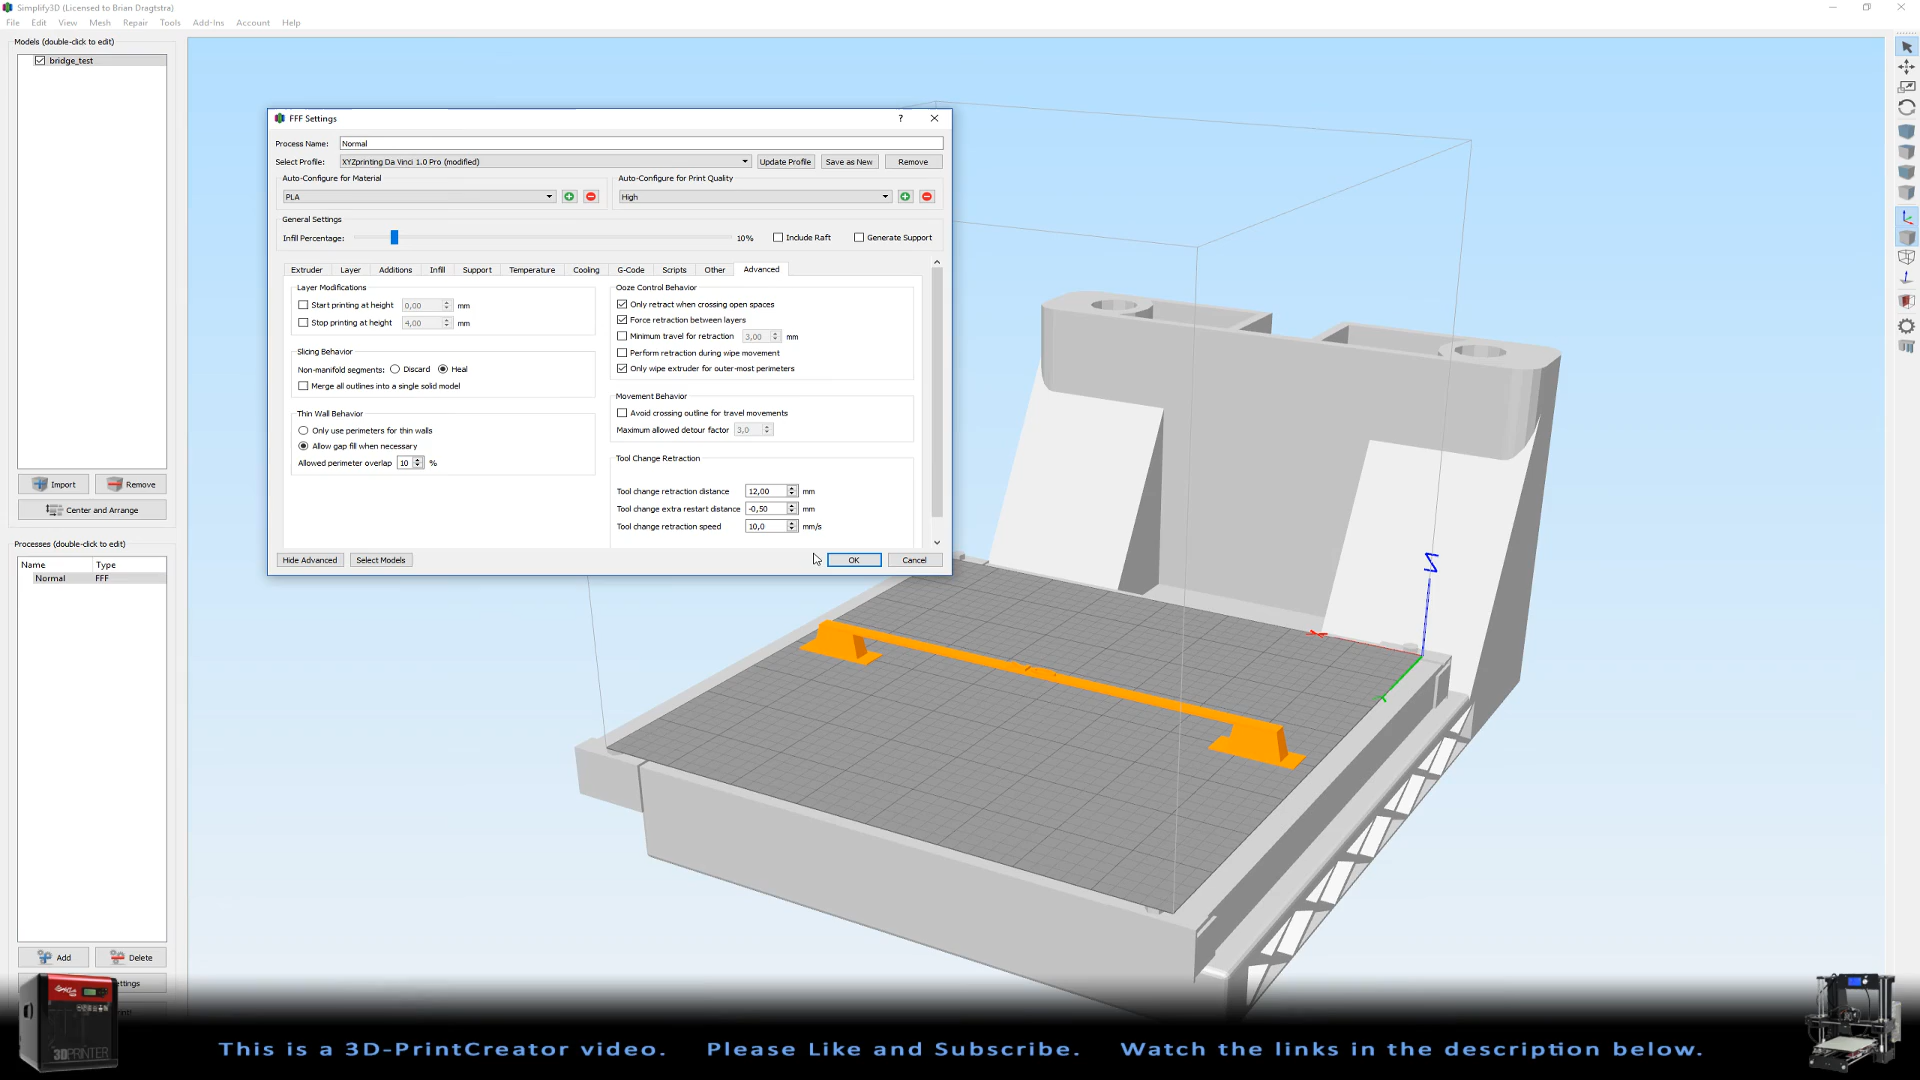 Simplify3D (Licensed to Brian Dragtstra)
File Edit View Mesh Repair Tools Add-Ins Account Help
Models (double-click to edit)
bridge_test
Import Remove
Center and Arrange
Processes (double-click to edit)
Name Type
Normal FFF
Add Delete
ettings
FFF Settings ?
Process Name: Normal
Select Profile: XYZprinting Da Vinci 1.0 Pro (modified) Update Profile Save as New Remove
Auto-Configure for Material
PLA
Auto-Configure for Print Quality
High
General Settings
Infill Percentage: 10% Include Raft Generate Support
Extruder Layer Additions Infill Support Temperature Cooling G-Code Scripts Other Advanced
Layer Modifications
Start printing at height 0,00 mm
Stop printing at height 4,00 mm
Slicing Behavior
Non-manifold segments: Discard Heal
Merge all outlines into a single solid model
Thin Wall Behavior
Only use perimeters for thin walls
Allow gap fill when necessary
Allowed perimeter overlap 10 %
Ooze Control Behavior
Only retract when crossing open spaces
Force retraction between layers
Minimum travel for retraction 3,00 mm
Perform retraction during wipe movement
Only wipe extruder for outer-most perimeters
Movement Behavior
Avoid crossing outline for travel movements
Maximum allowed detour factor 3,0
Tool Change Retraction
Tool change retraction distance 12,00 mm
Tool change extra restart distance -0,50 mm
Tool change retraction speed 10,0 mm/s
Hide Advanced Select Models OK Cancel
3DPRINTER
This is a 3D-PrintCreator video. Please Like and Subscribe. Watch the links in the description below.